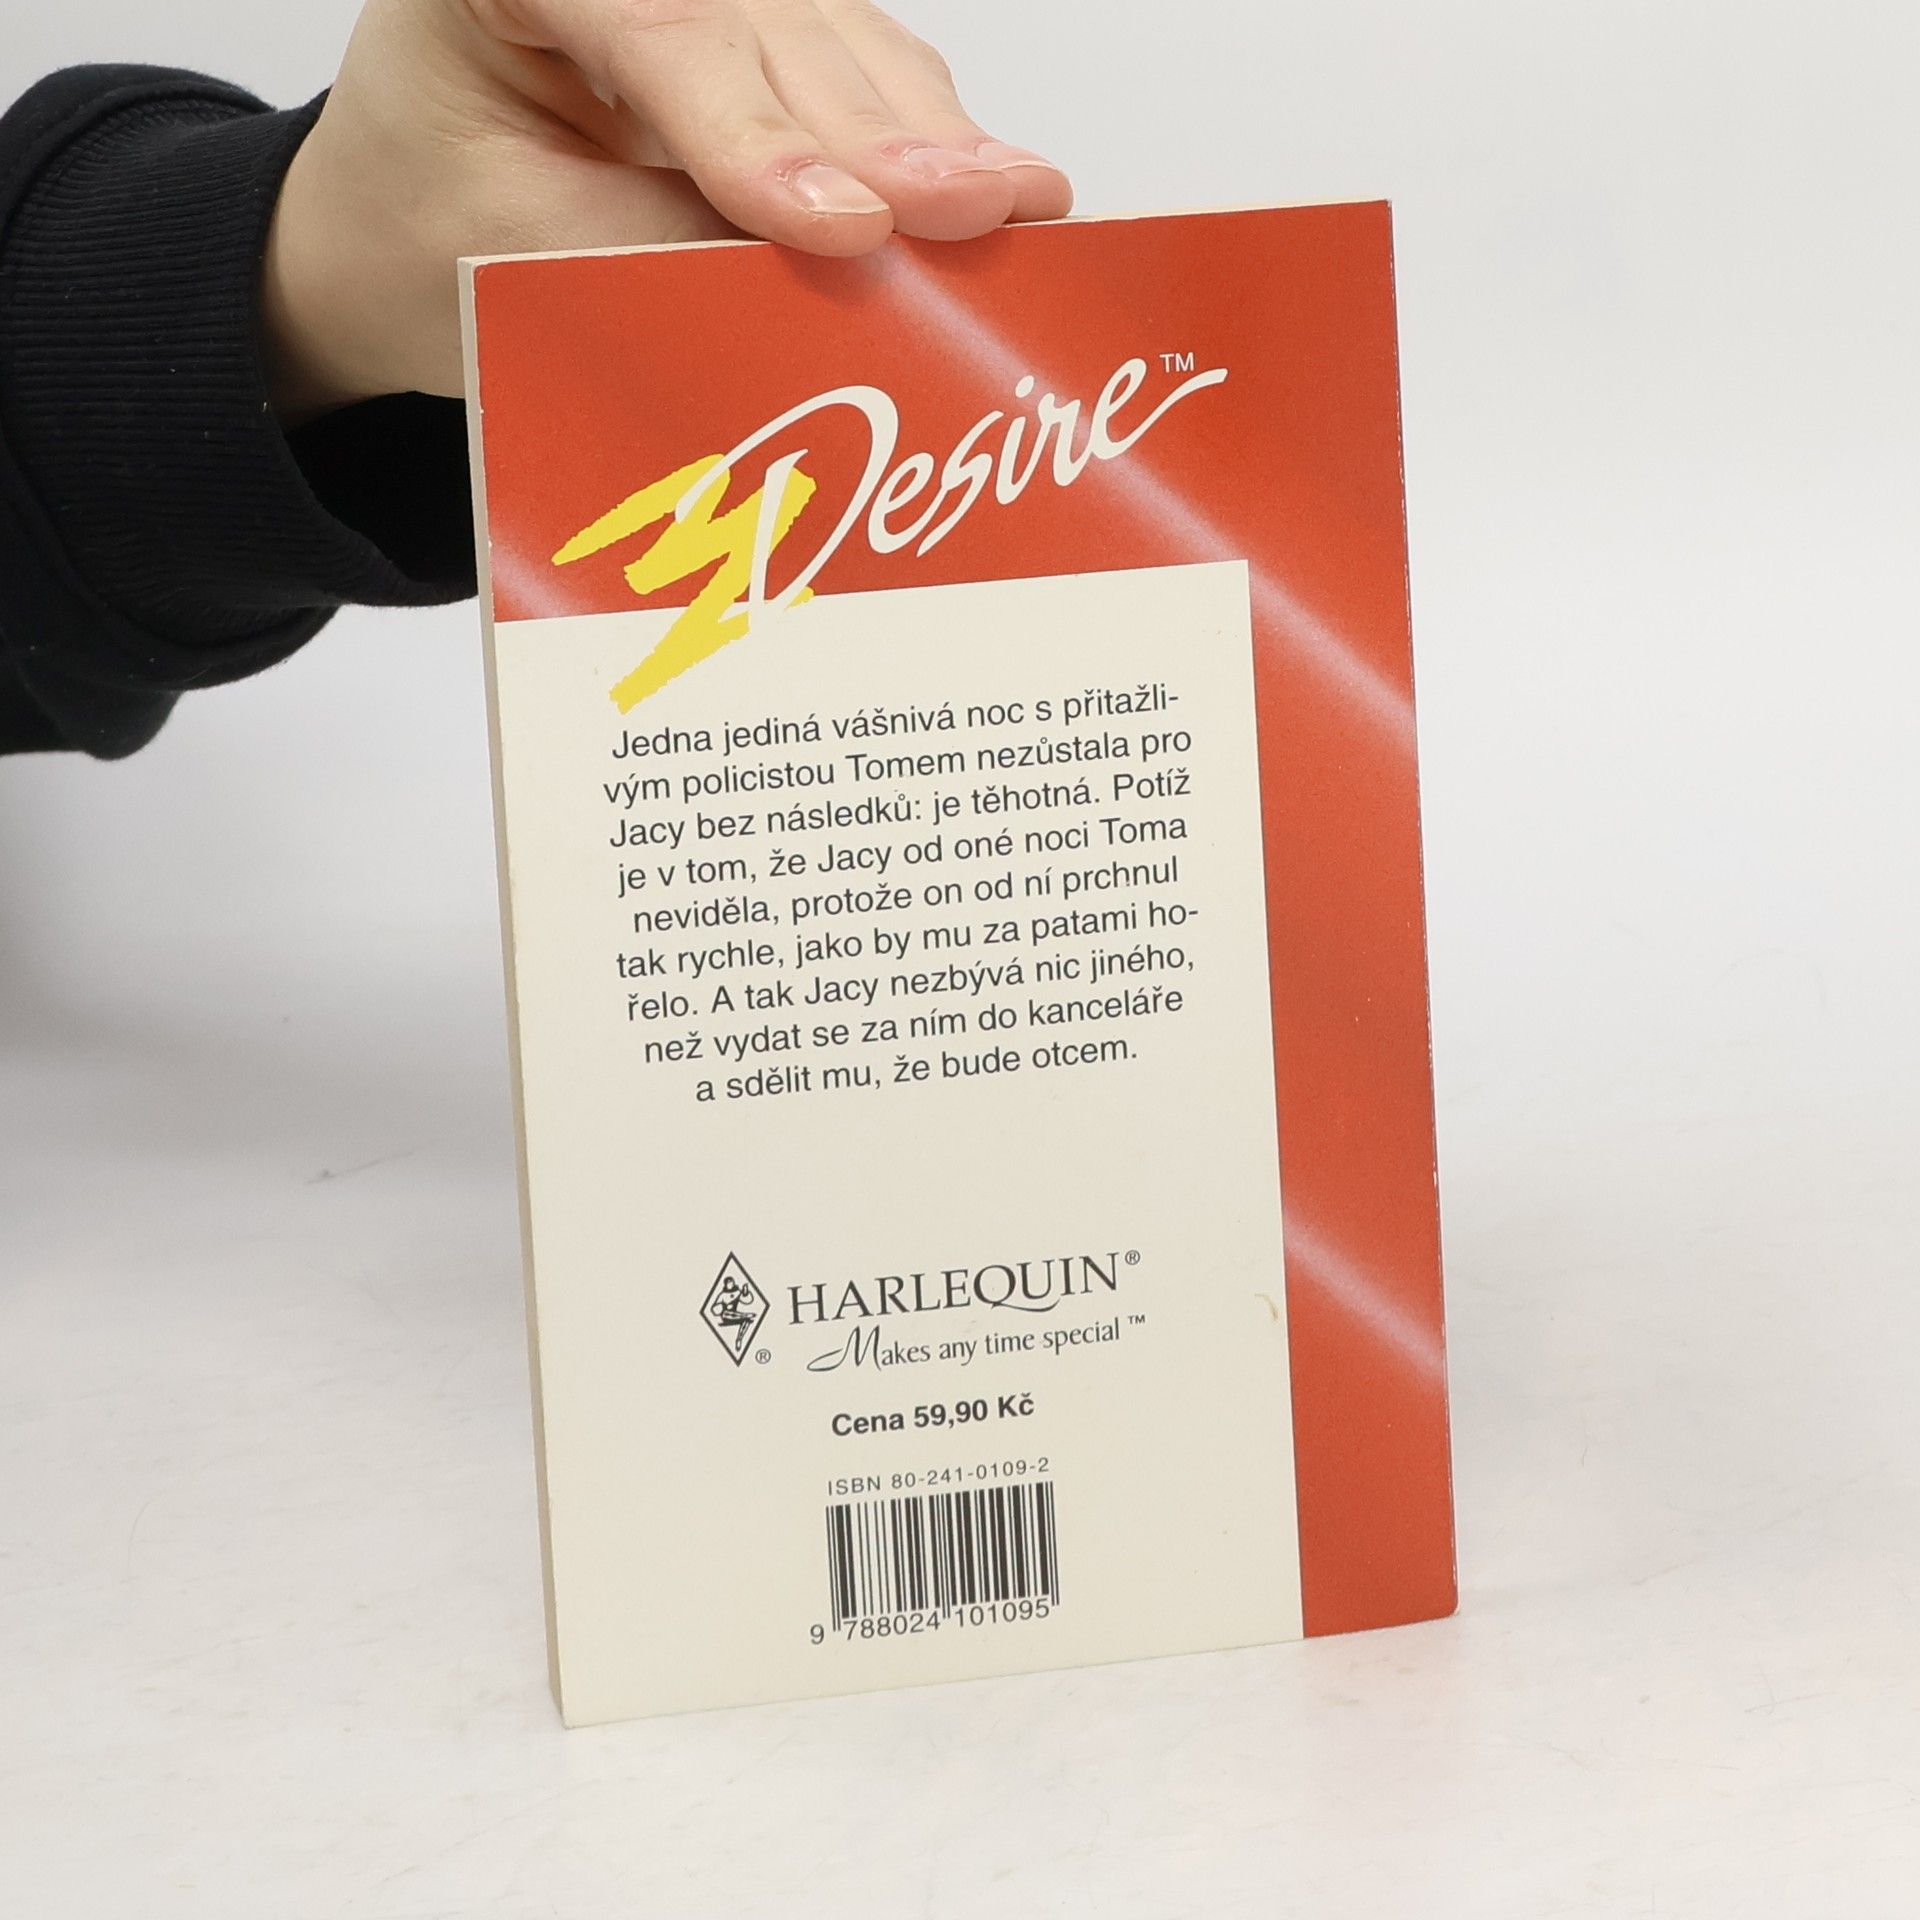 Desire™
Jedna jediná vášnivá noc s přitažli-
vým policistou Tomem nezůstala pro
Jacy bez následků: je těhotná. Potíž
je v tom, že Jacy od oné noci Toma
neviděla, protože on od ní prchnul
tak rychle, jako by mu za patami ho-
řelo. A tak Jacy nezbývá nic jiného,
než vydat se za ním do kanceláře
a sdělit mu, že bude otcem.
HARLEQUIN®
®
Makes any time special™
Cena 59,90 Kč
ISBN 80-241-0109-2
9 788024 101095